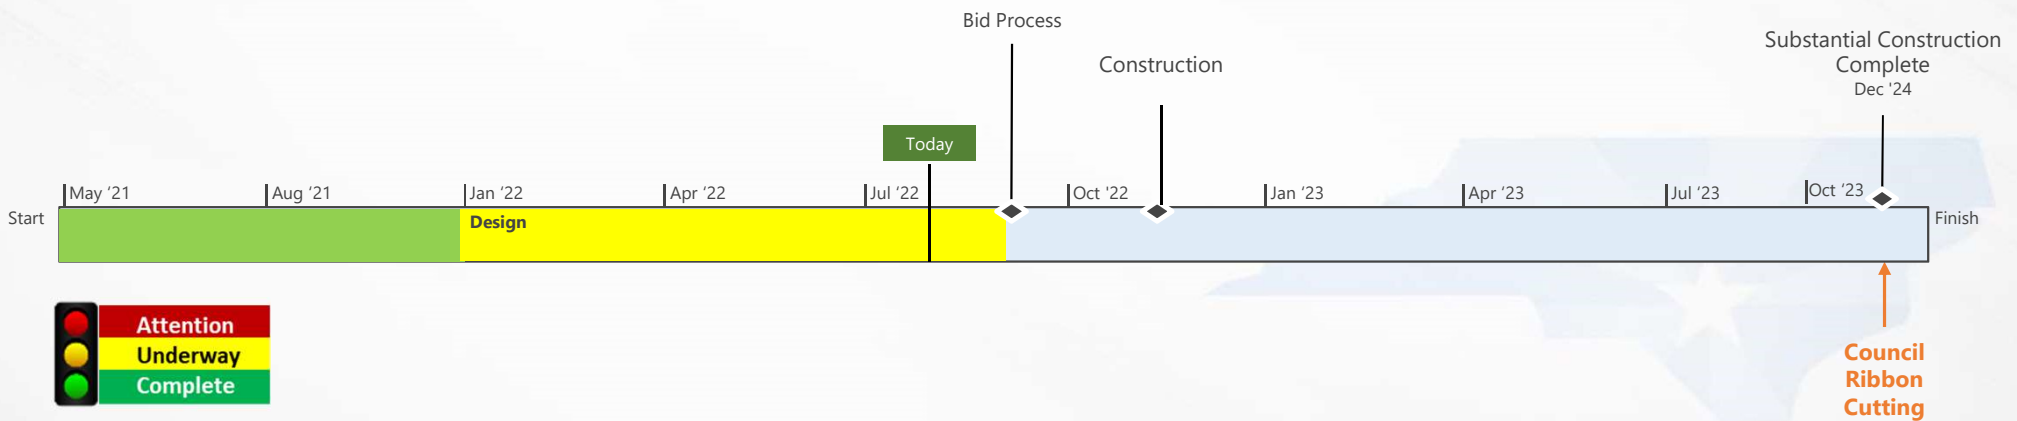 Bid Process
Construction
Substantial Construction
Complete
Dec '24
Today
May ‘21
Aug ‘21
Jan ‘22
Apr ‘22
Jul ‘22
Oct '22
Jan ‘23
Apr ‘23
Jul ‘23
Oct ‘23
Start
Design
Finish
Attention
Underway
Complete
Council
Ribbon
Cutting